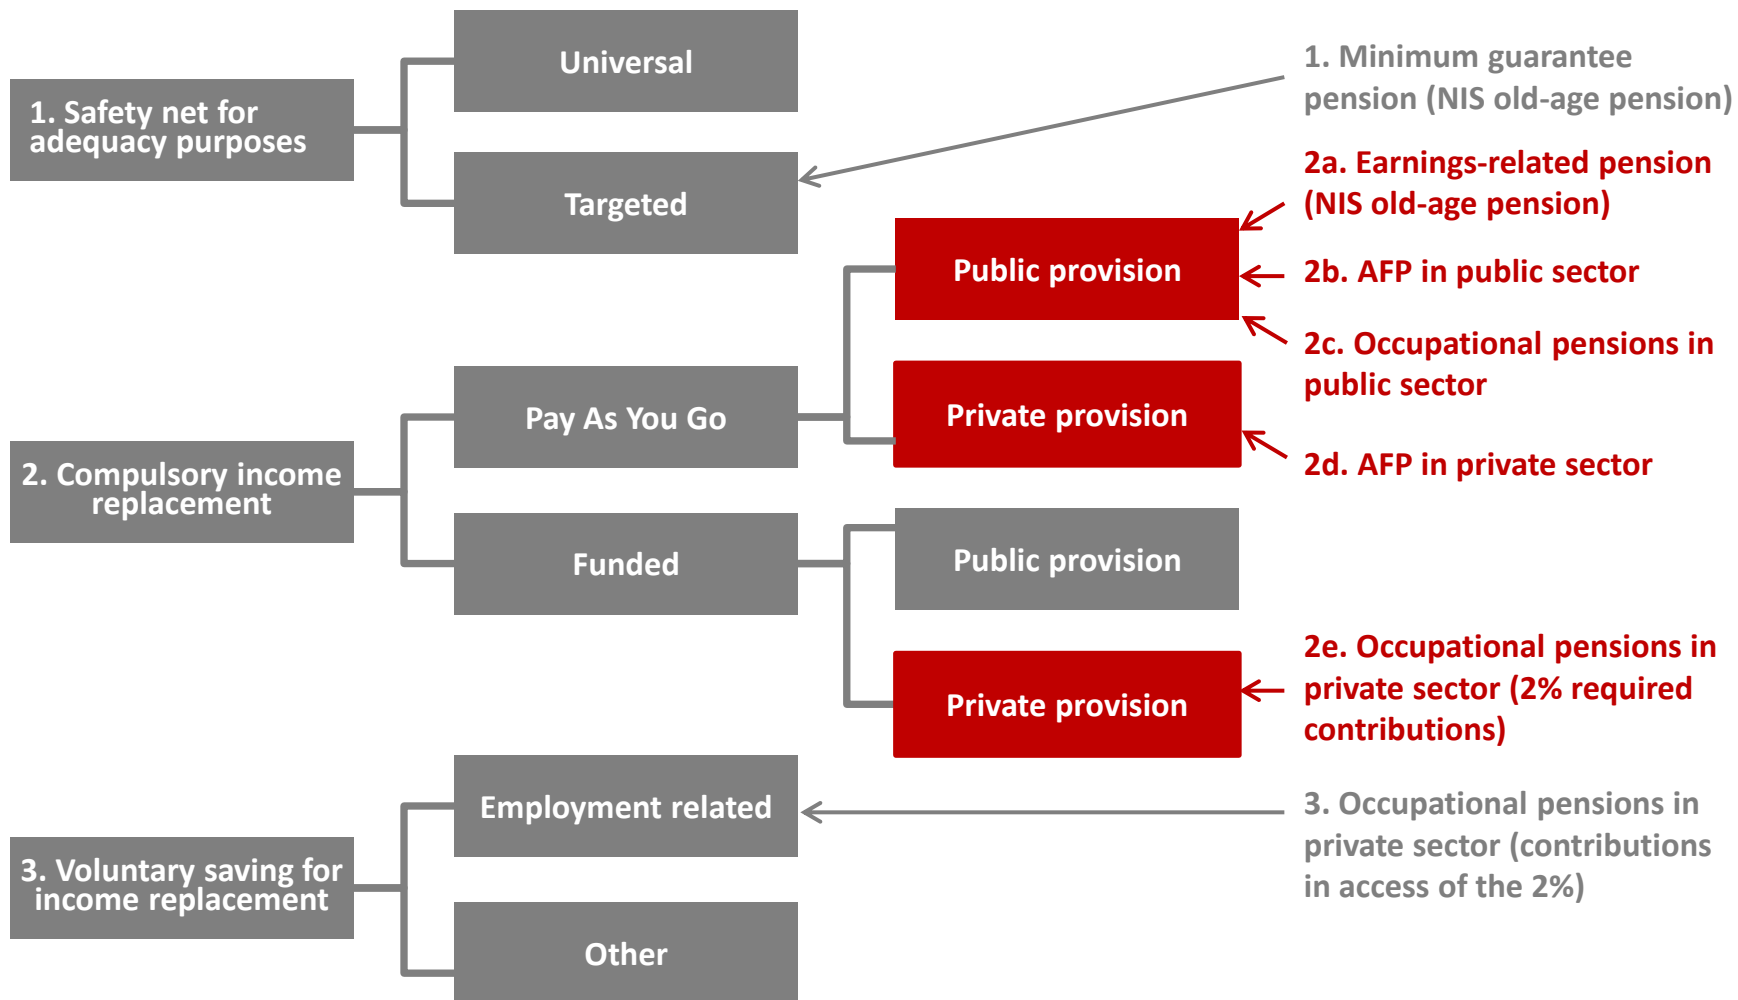 1. Safety net for
adequacy purposes
Universal
Targeted
2. Compulsory income
replacement
Pay As You Go
Public provision
Private provision
Funded
Public provision
Private provision
3. Voluntary saving for
income replacement
Employment related
Other
1. Minimum guarantee
pension (NIS old-age pension)
2a. Earnings-related pension
(NIS old-age pension)
2b. AFP in public sector
2c. Occupational pensions in
public sector
2d. AFP in private sector
2e. Occupational pensions in
private sector (2% required
contributions)
3. Occupational pensions in
private sector (contributions
in access of the 2%)